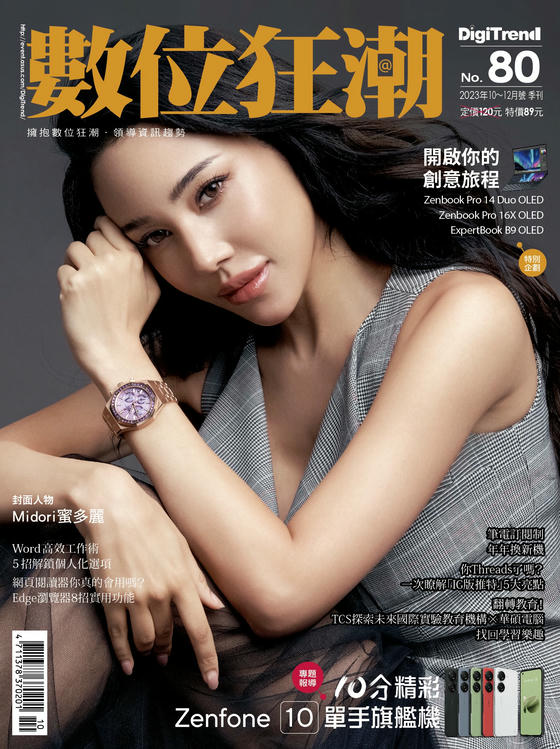 http://event.asus.com/DigiTrend/
數位狂潮
@
DigiTrend
No. 80
2023年10~12月號 季刊
定價120元 特價89元
擁抱數位狂潮・領導資訊趨勢
開啟你的
創意旅程
Zenbook Pro 14 Duo OLED
Zenbook Pro 16X OLED
ExpertBook B9 OLED
特別
企劃
封面人物
Midori蜜多麗
Word高效工作術
5招解鎖個人化選項
網頁閱讀器你真的會用嗎?
Edge瀏覽器8招實用功能
筆電訂閱制
年年換新機
你Threads了嗎?
一次瞭解「IG版推特」5大亮點
翻轉教育!
TCS探索未來國際實驗教育機構×華碩電腦
找回學習樂趣
專題
報導
10分精彩
Zenfone 10 單手旗艦機
4711378370201
10